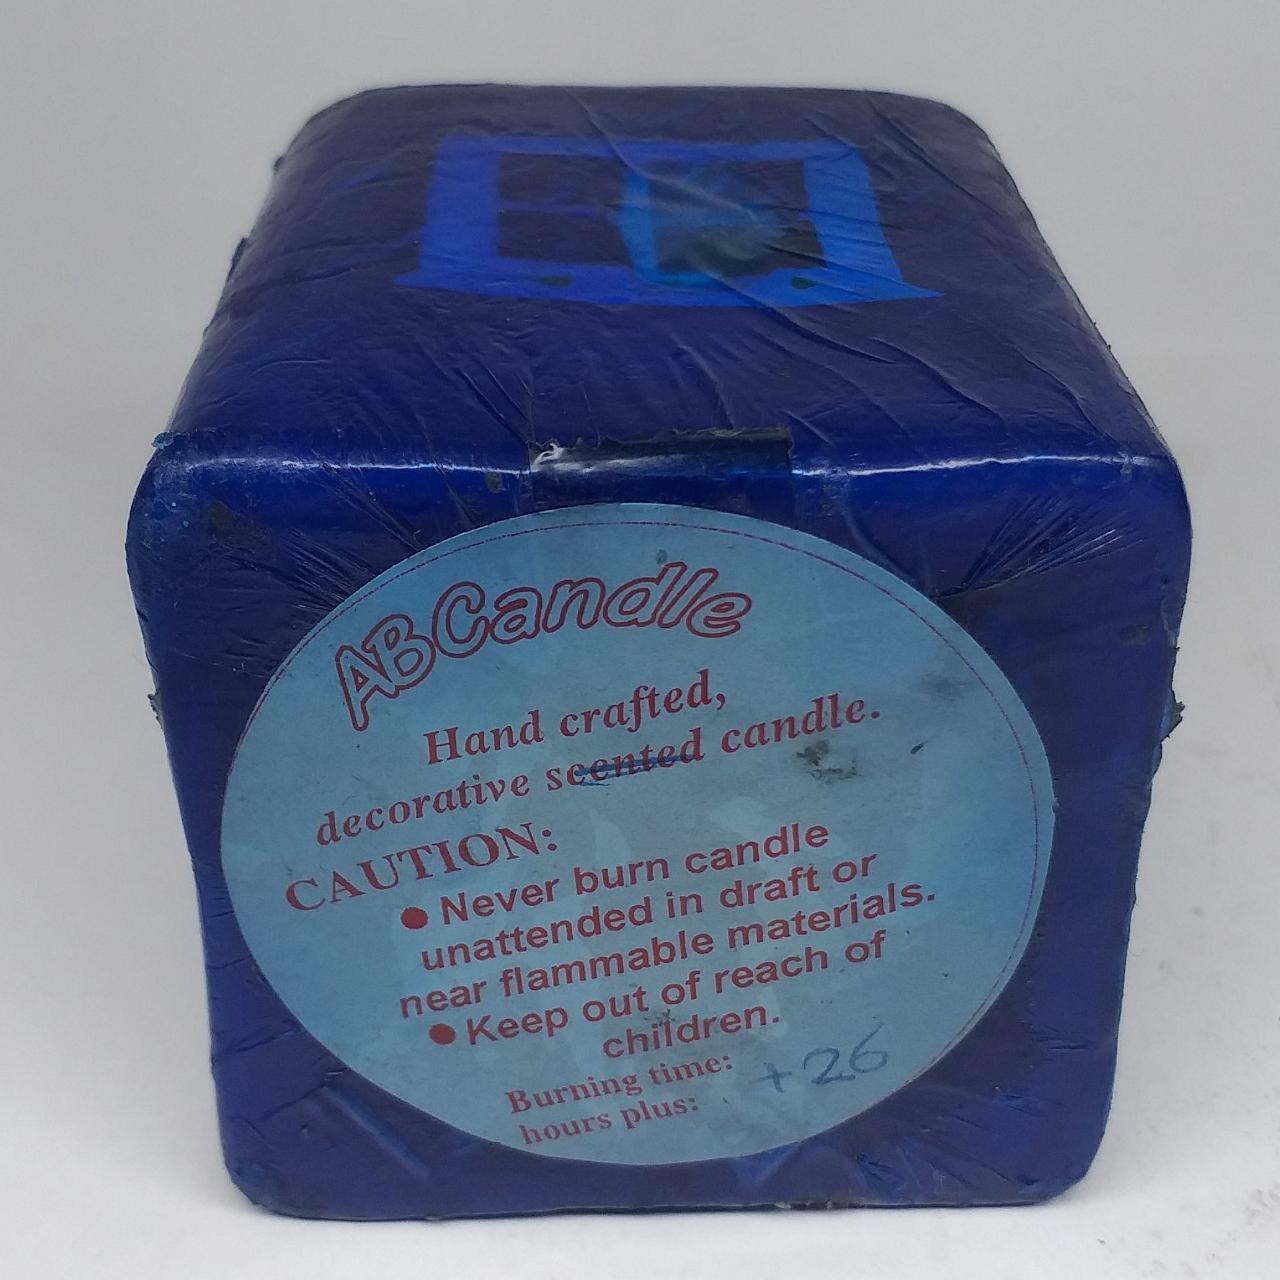 ABCandle
Hand crafted,
decorative scented candle.
CAUTION:
● Never burn candle
unattended in draft or
near flammable materials.
● Keep out of reach of
children.
Burning time: +26
hours plus: